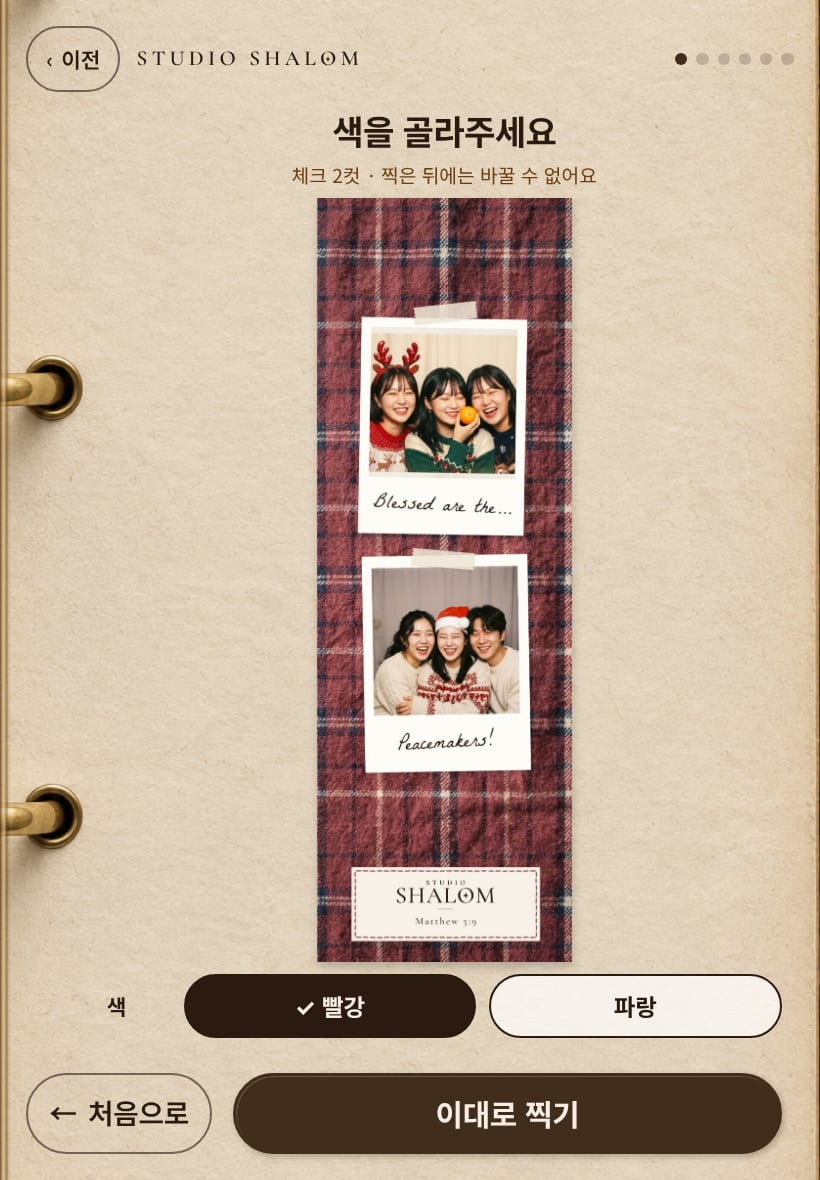 ‹ 이전
STUDIO SHALOM
색을 골라주세요
체크 2컷 · 찍은 뒤에는 바꿀 수 없어요
Blessed are the...
Peacemakers!
STUDIO
SHALOM
Matthew 5:9
색
✓ 빨강
파랑
← 처음으로
이대로 찍기